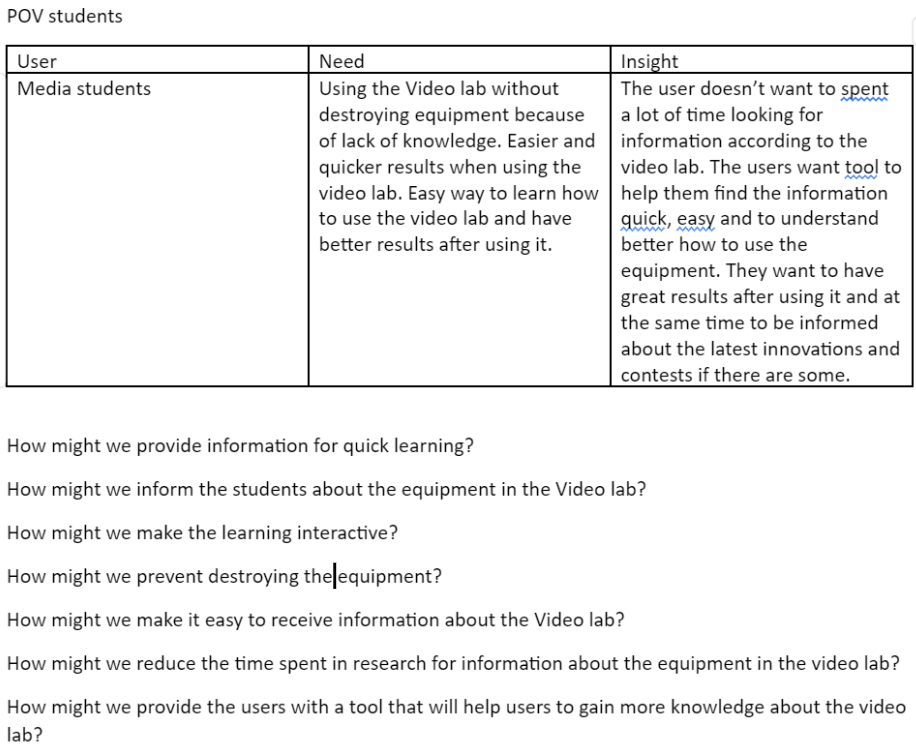 POV students
User
Need
Insight
Media students
Using the Video lab without
destroying equipment because
of lack of knowledge. Easier and
quicker results when using the
video lab. Easy way to learn how
to use the video lab and have
better results after using it.
The user doesn't want to spent
a lot of time looking for
information according to the
video lab. The users want tool to
help them find the information
quick, easy and to understand
better how to use the
equipment. They want to have
great results after using it and at
the same time to be informed
about the latest innovations and
contests if there are some.
How might we provide information for quick learning?
How might we inform the students about the equipment in the Video lab?
How might we make the learning interactive?
How might we prevent destroying the equipment?
How might we make it easy to receive information about the Video lab?
How might we reduce the time spent in research for information about the equipment in the video lab?
How might we provide the users with a tool that will help users to gain more knowledge about the video
lab?